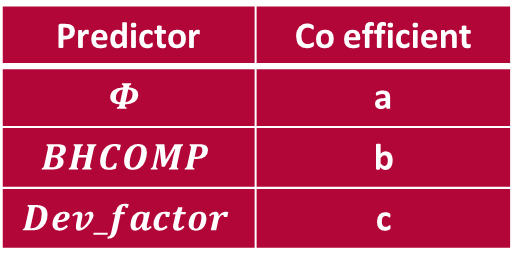 Predictor Co efficient
Φ a
BHCOMP b
Dev_factor c